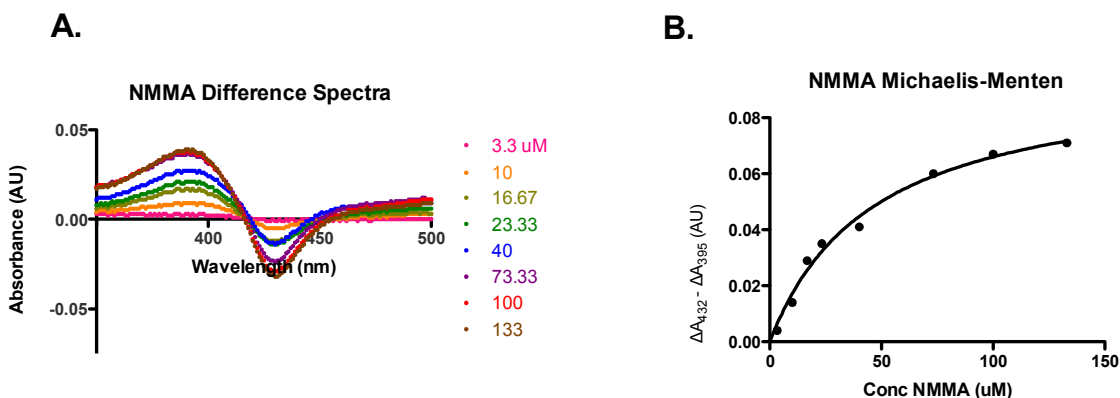 A.
NMMA Difference Spectra
Absorbance (AU)
0.05
0.00
-0.05
400
450
500
Wavelength (nm)
3.3 uM
10
16.67
23.33
40
73.33
100
133
B.
NMMA Michaelis-Menten
ΔA432 - ΔA395 (AU)
0.08
0.06
0.04
0.02
0.00
0
50
100
150
Conc NMMA (uM)